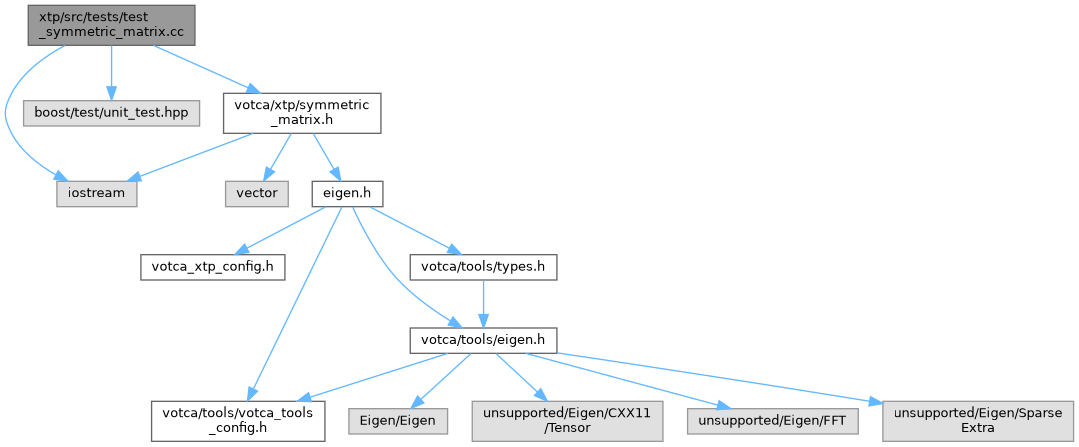 xtp/src/tests/test
_symmetric_matrix.cc
boost/test/unit_test.hpp
votca/xtp/symmetric
_matrix.h
iostream
vector
eigen.h
votca_xtp_config.h
votca/tools/types.h
votca/tools/eigen.h
votca/tools/votca_tools
_config.h
Eigen/Eigen
unsupported/Eigen/CXX11
/Tensor
unsupported/Eigen/FFT
unsupported/Eigen/Sparse
Extra